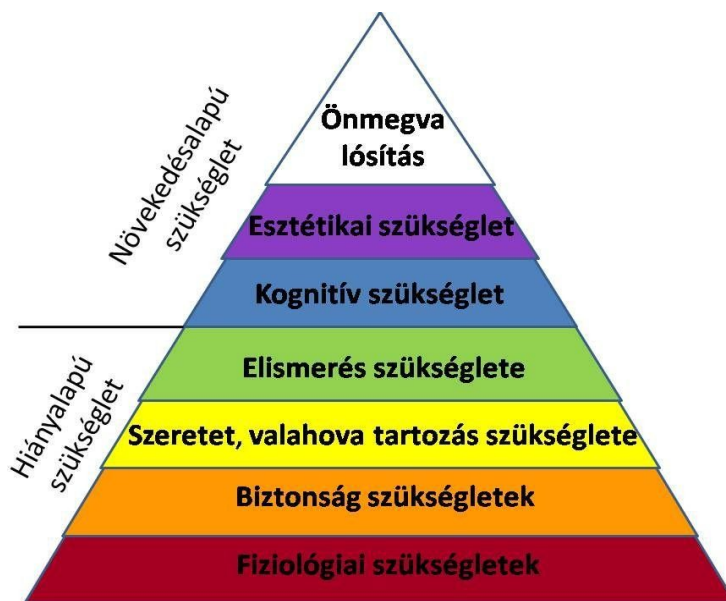 Önmegva
lósítás
Esztétikai szükséglet
Kognitív szükséglet
Növekedésalapú
szükséglet
Elismerés szükséglete
Szeretet, valahova tartozás szükséglete
Biztonság szükségletek
Fiziológiai szükségletek
Hiányalapú
szükséglet